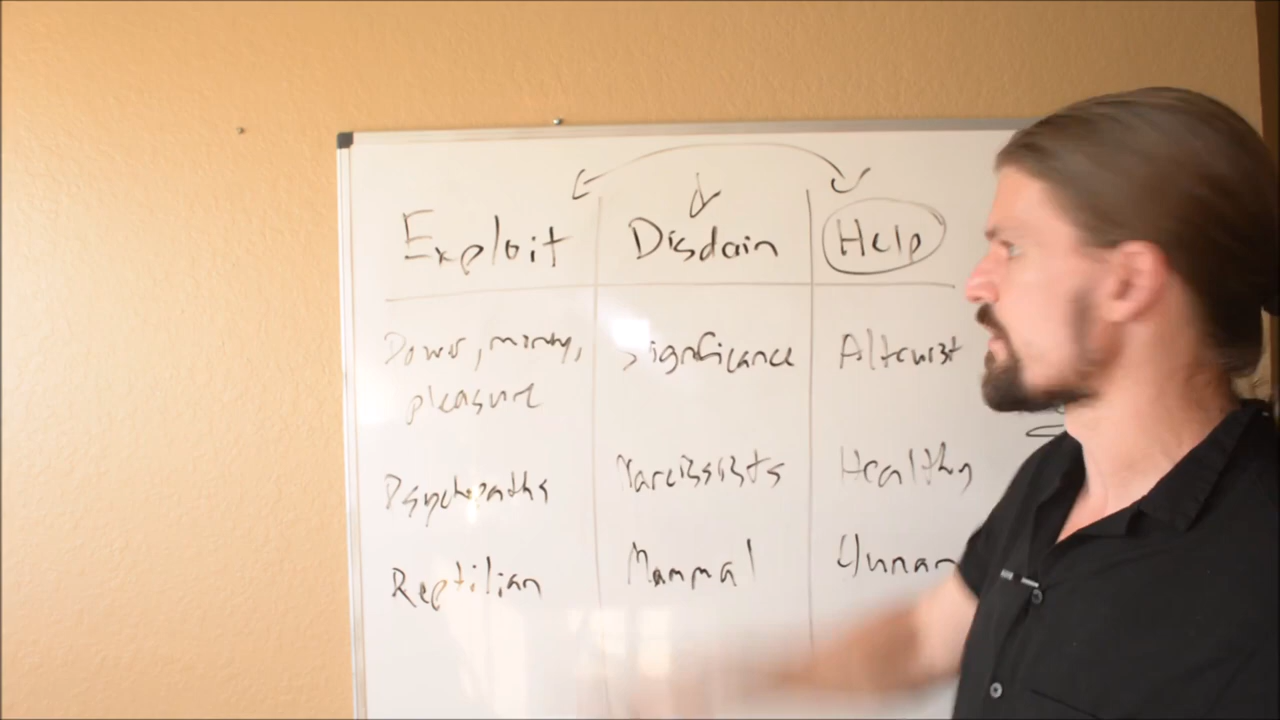 Exploit Disdain Help
Power, money, Significance Altruist
pleasure
Psychopaths Narcissists Healthy
Reptilian Mammal Human